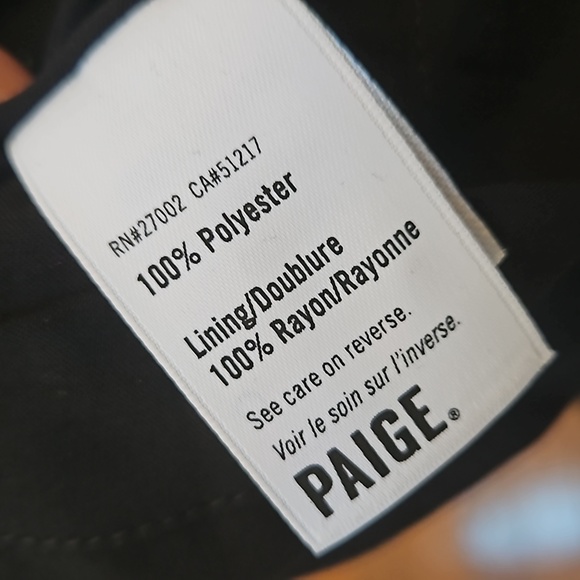 RN#27002 CA#51217
100% Polyester
Lining/Doublure
100% Rayon/Rayonne
See care on reverse.
Voir le soin sur l'inverse.
PAIGE®